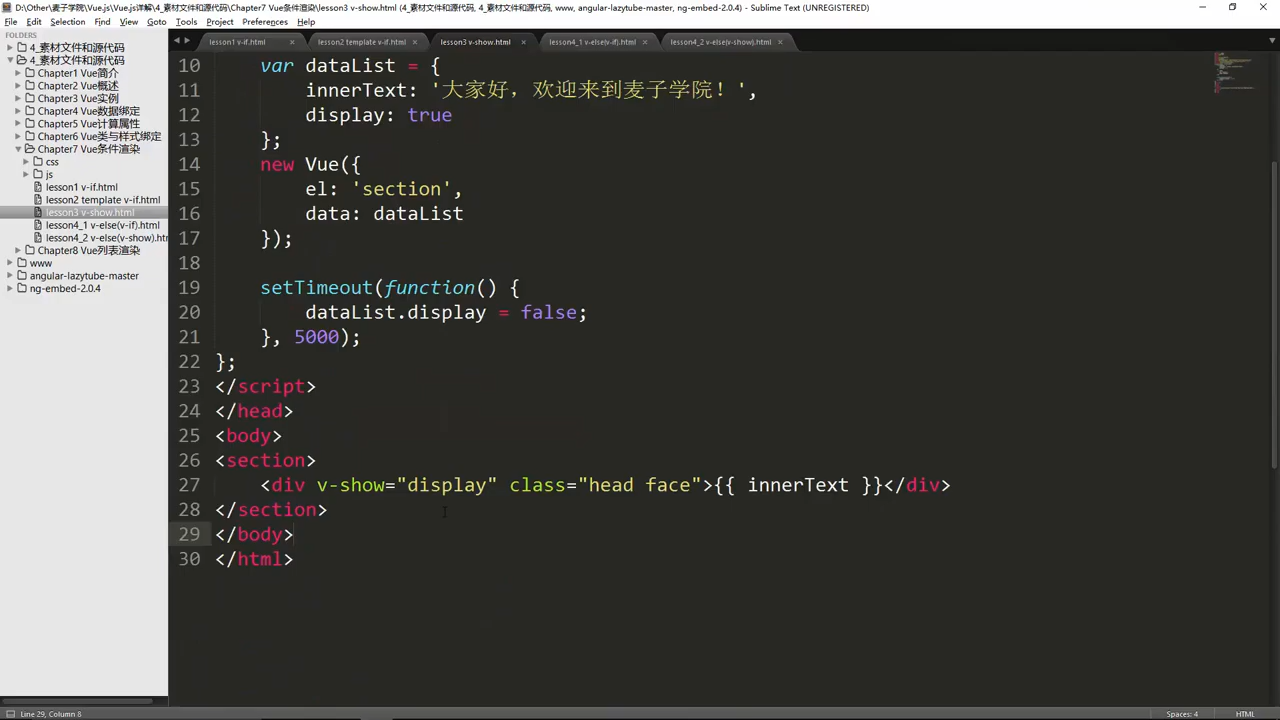 D:\Other\麦子学院\Vue.js\Vue.js详解\4_素材文件和源代码\Chapter7 Vue条件渲染\lesson3 v-show.html (4_素材文件和源代码, 4_素材文件和源代码, www, angular-lazytube-master, ng-embed-2.0.4) - Sublime Text (UNREGISTERED)
File Edit Selection Find View Goto Tools Project Preferences Help
FOLDERS
4_素材文件和源代码
4_素材文件和源代码
Chapter1 Vue简介
Chapter2 Vue概述
Chapter3 Vue实例
Chapter4 Vue数据绑定
Chapter5 Vue计算属性
Chapter6 Vue类与样式绑定
Chapter7 Vue条件渲染
css
js
lesson1 v-if.html
lesson2 template v-if.html
lesson3 v-show.html
lesson4_1 v-else(v-if).html
lesson4_2 v-else(v-show).htm
Chapter8 Vue列表渲染
www
angular-lazytube-master
ng-embed-2.0.4
lesson1 v-if.html × lesson2 template v-if.html × lesson3 v-show.html × lesson4_1 v-else(v-if).html × lesson4_2 v-else(v-show).html ×
10 var dataList = {
11 innerText: '大家好，欢迎来到麦子学院！',
12 display: true
13 };
14 new Vue({
15 el: 'section',
16 data: dataList
17 });
18
19 setTimeout(function() {
20 dataList.display = false;
21 }, 5000);
22 };
23 </script>
24 </head>
25 <body>
26 <section>
27 <div v-show="display" class="head face">{{ innerText }}</div>
28 </section>
29 </body>
30 </html>
Line 29, Column 8 Spaces: 4 HTML